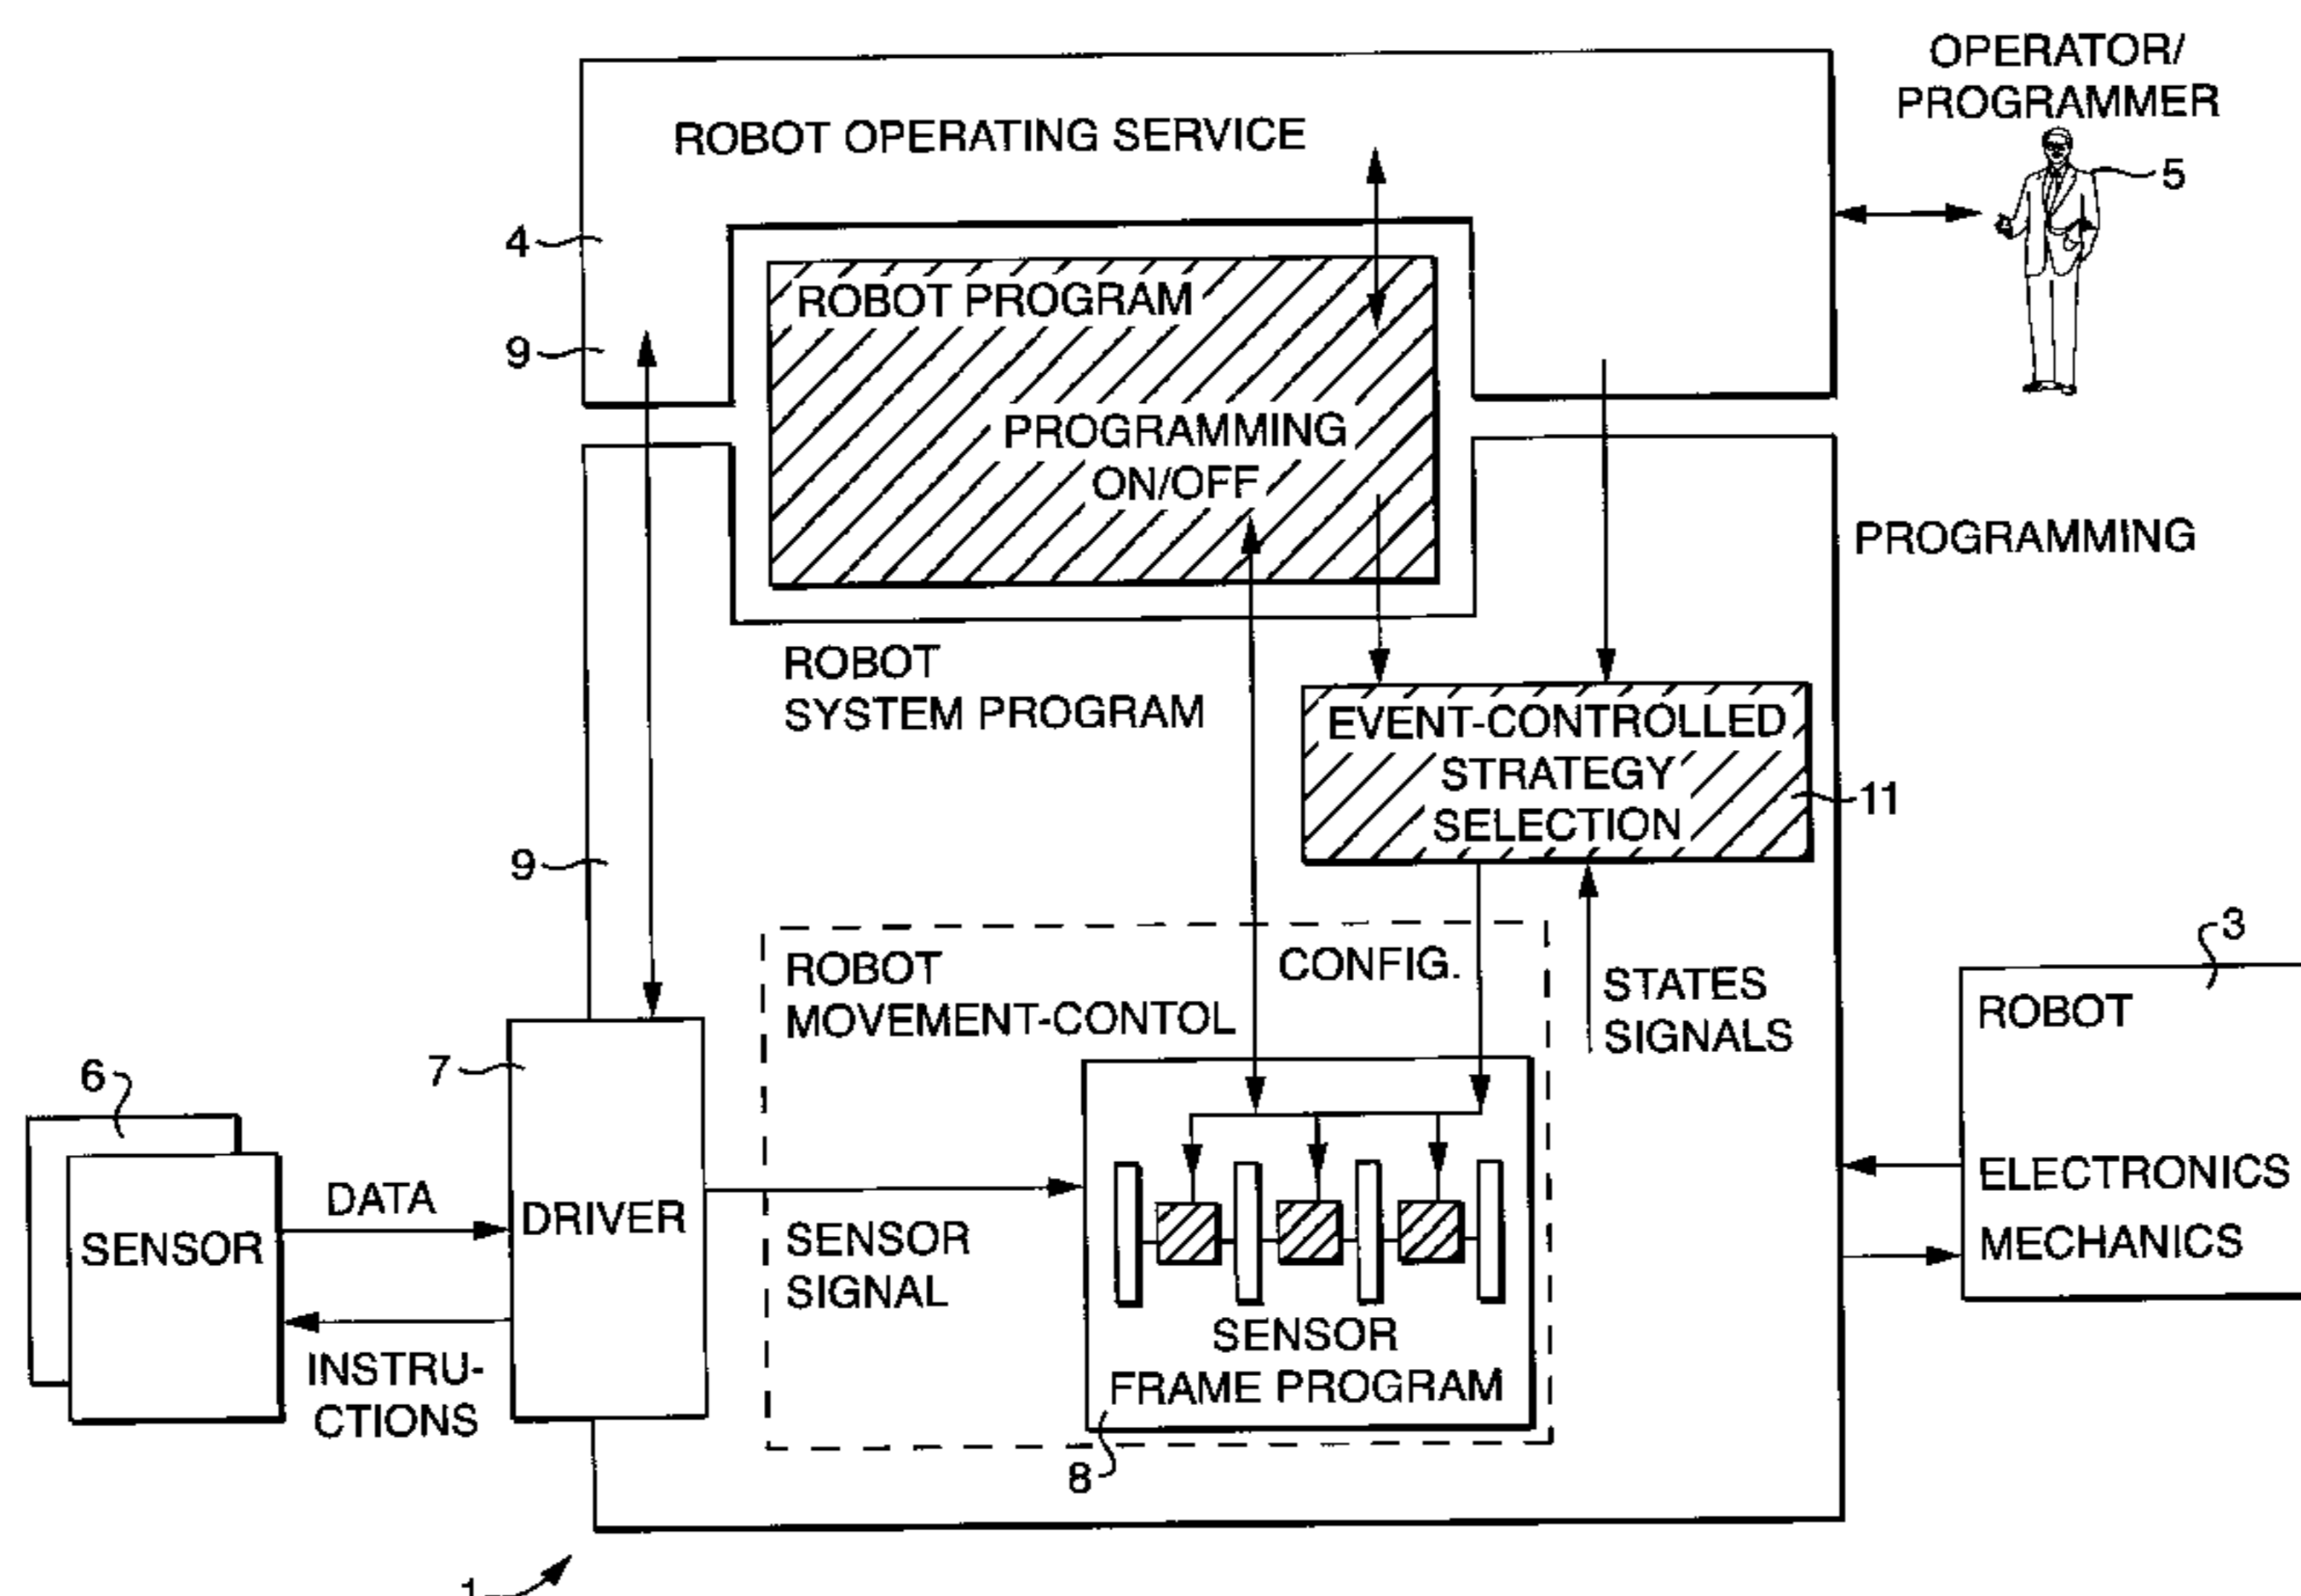 OPERATOR/
PROGRAMMER
5
ROBOT OPERATING SERVICE
4
9
ROBOT PROGRAM
PROGRAMMING
ON/OFF
PROGRAMMING
ROBOT
SYSTEM PROGRAM
EVENT-CONTROLLED
STRATEGY
SELECTION
11
9
ROBOT
MOVEMENT-CONTOL
CONFIG.
STATES
SIGNALS
3
ROBOT
ELECTRONICS
MECHANICS
6
7
SENSOR
DATA
DRIVER
INSTRU-
CTIONS
SENSOR
SIGNAL
SENSOR
FRAME PROGRAM
8
1